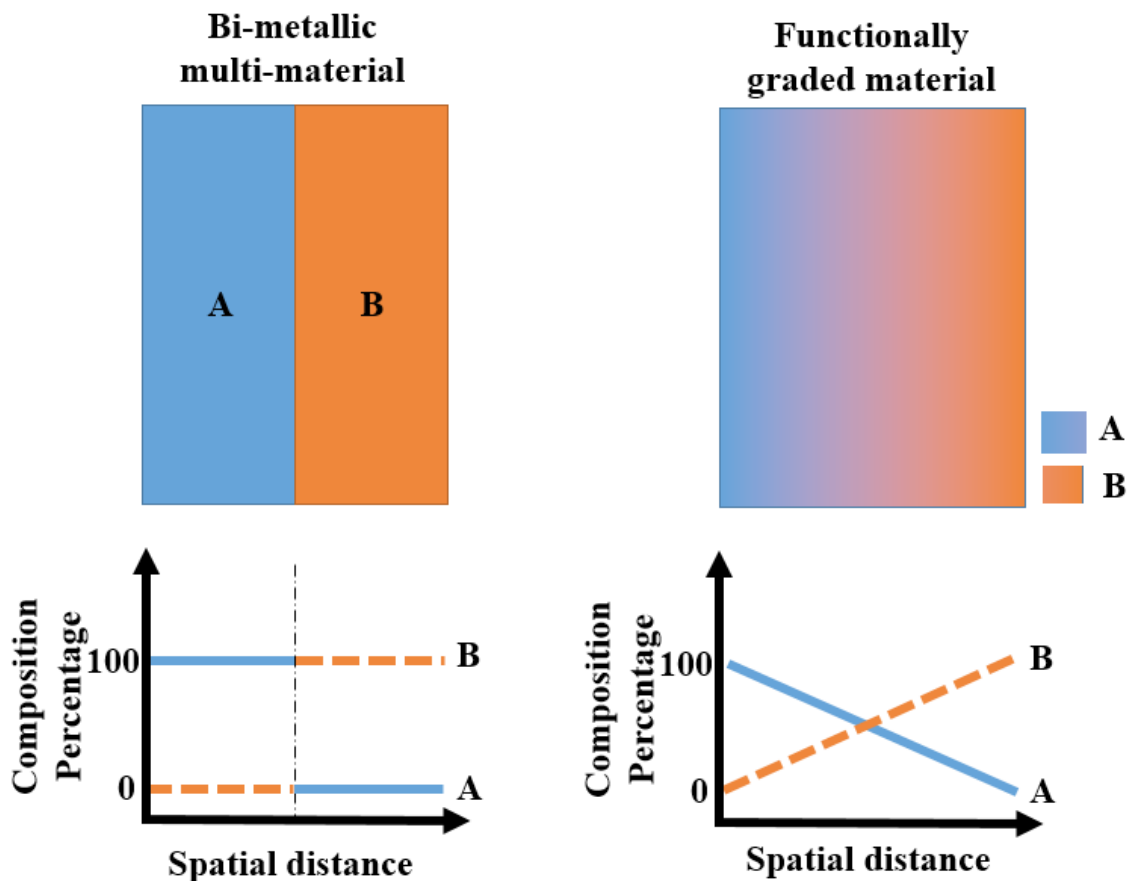 Bi-metallic
multi-material
A
B
Composition
Percentage
100
0
B
A
Spatial distance
Functionally
graded material
A
B
Composition
Percentage
100
0
B
A
Spatial distance